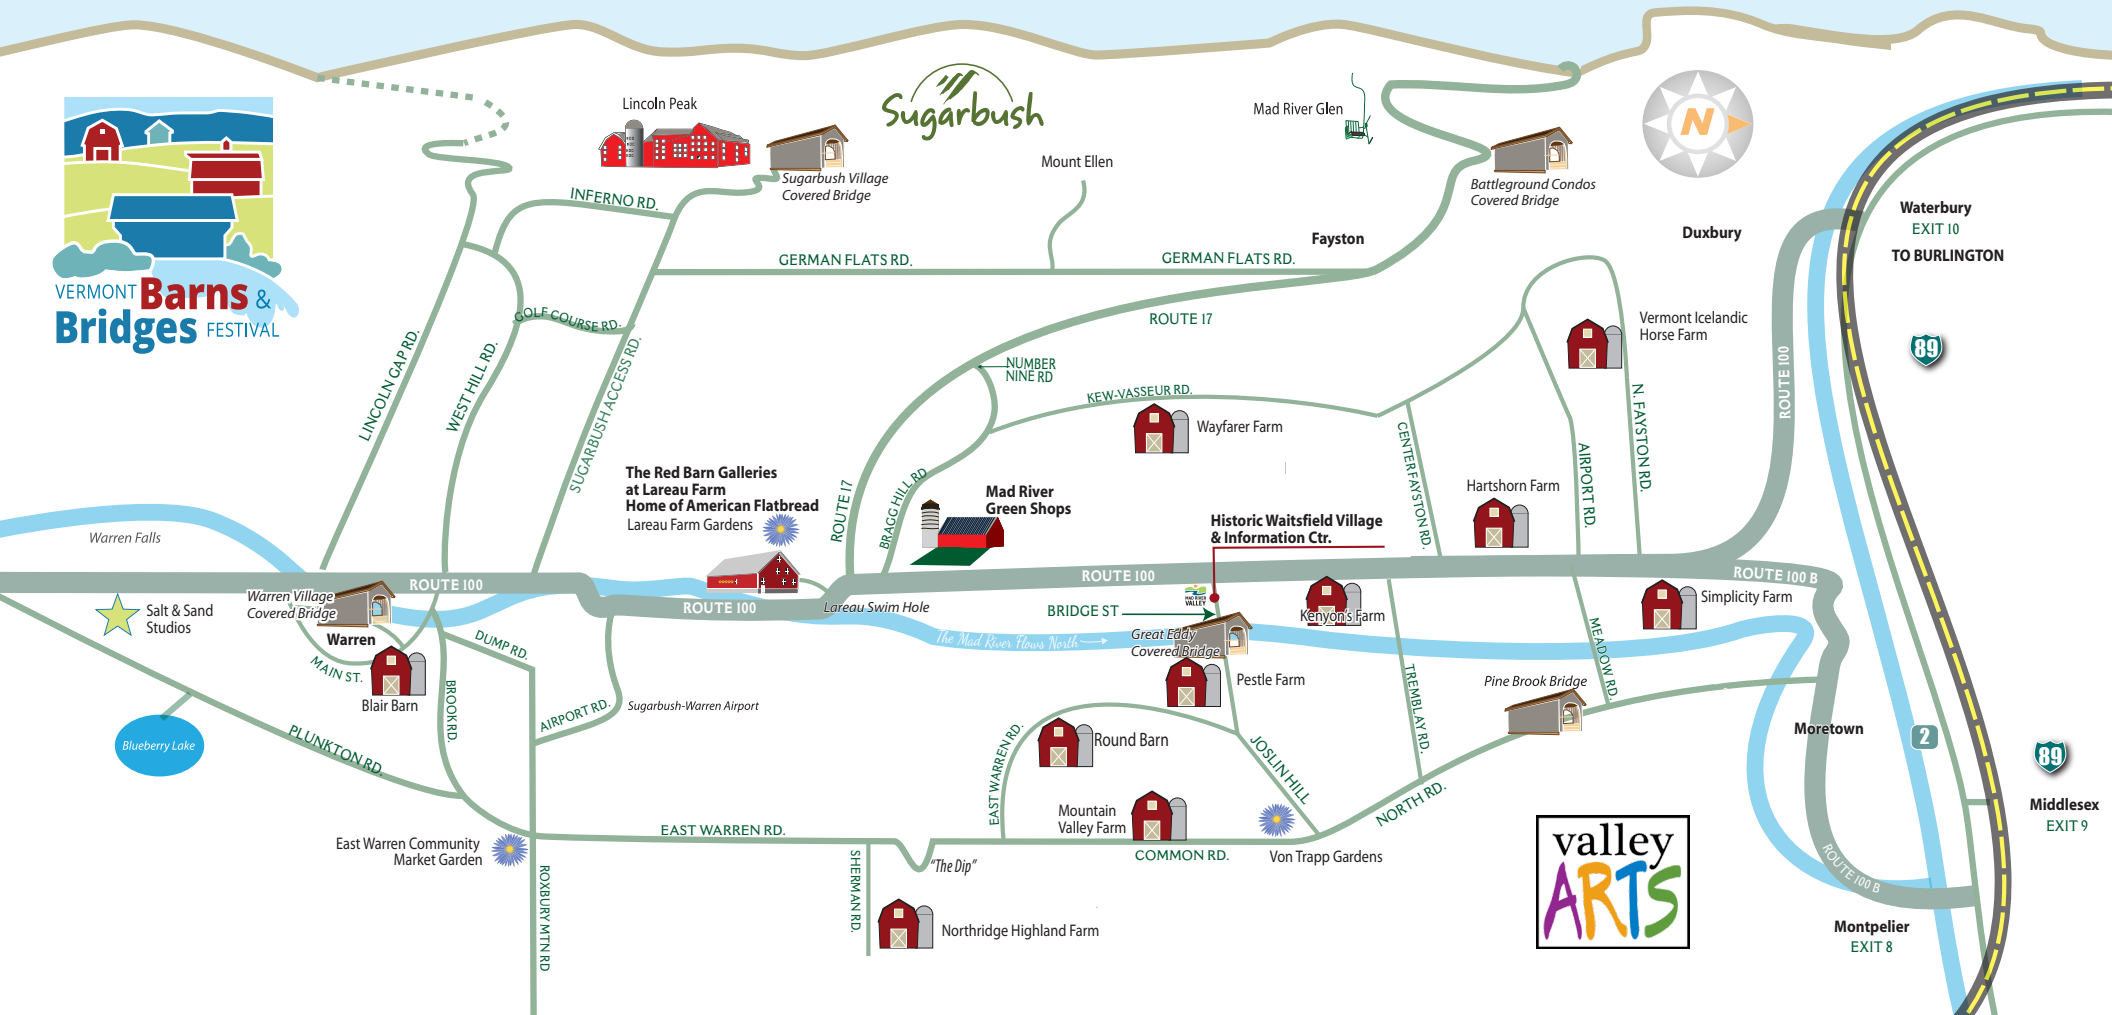 Lincoln Peak
Sugarbush
Mad River Glen
N
Sugarbush Village
Covered Bridge
Mount Ellen
Battleground Condos
Covered Bridge
INFERNO RD.
Waterbury
EXIT 10
TO BURLINGTON
Duxbury
Fayston
GERMAN FLATS RD.
GERMAN FLATS RD.
VERMONT Barns &
Bridges FESTIVAL
GOLF COURSE RD.
ROUTE 17
Vermont Icelandic
Horse Farm
89
LINCOLN GAP RD.
WEST HILL RD.
SUGARBUSH ACCESS RD.
NUMBER
NINE RD
KEW-VASSEUR RD.
Wayfarer Farm
ROUTE 100
N. FAYSTON RD.
CENTER FAYSTON RD.
AIRPORT RD.
The Red Barn Galleries
at Lareau Farm
Home of American Flatbread
Lareau Farm Gardens
ROUTE 17
BRAGG HILL RD
Mad River
Green Shops
Hartshorn Farm
Historic Waitsfield Village
& Information Ctr.
Warren Falls
ROUTE 100
ROUTE 100
ROUTE 100
ROUTE 100 B
Salt & Sand
Studios
Warren Village
Covered Bridge
Warren
MAIN ST.
Blair Barn
Lareau Swim Hole
MAD RIVER
VALLEY
BRIDGE ST
Kenyon's Farm
Simplicity Farm
The Mad River Flows North
Great Eddy
Covered Bridge
DUMP RD.
BROOK RD.
AIRPORT RD.
Sugarbush-Warren Airport
Pestle Farm
TREMBLAY RD.
MEADOW RD.
Pine Brook Bridge
Blueberry Lake
PLUNKTON RD.
EAST WARREN RD.
Round Barn
JOSLIN HILL
Moretown
2
89
Middlesex
EXIT 9
Mountain
Valley Farm
NORTH RD.
East Warren Community
Market Garden
EAST WARREN RD.
SHERMAN RD.
"The Dip"
COMMON RD.
Von Trapp Gardens
valley
ARTS
ROUTE 100 B
ROXBURY MTN RD
Northridge Highland Farm
Montpelier
EXIT 8